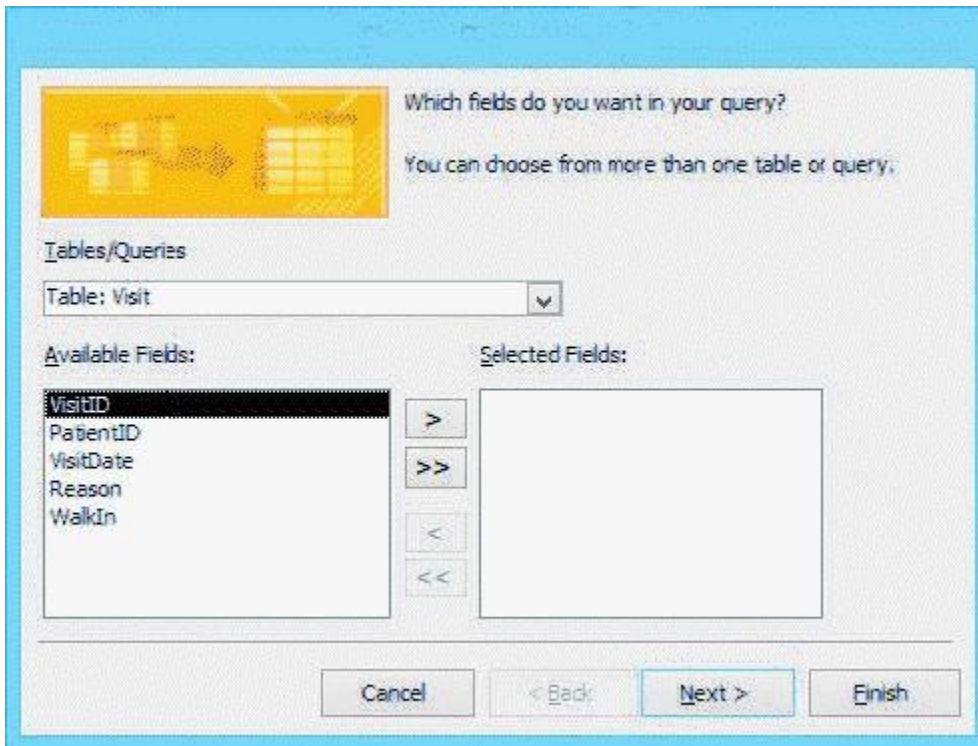 Which fields do you want in your query?
You can choose from more than one table or query.
Tables/Queries
Table: Visit
Available Fields:
Selected Fields:
VisitID
PatientID
VisitDate
Reason
WalkIn
>
>>
<
<<
Cancel
< Back
Next >
Finish